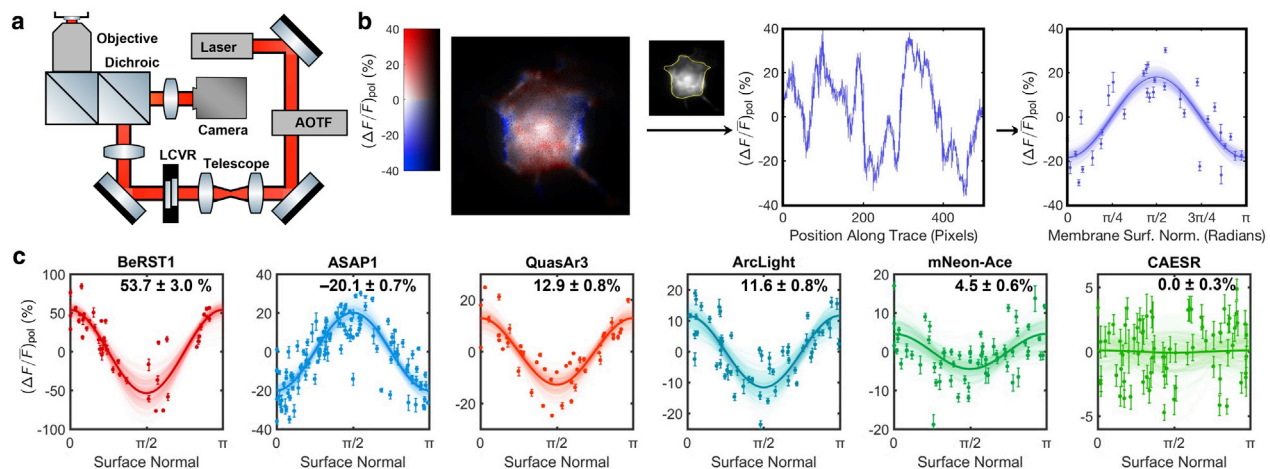 a
Objective
Dichroic
Laser
Camera
AOTF
LCVR
Telescope
b
(ΔF/F̅)pol (%)
40
20
0
-20
-40
(ΔF/F̅)pol (%)
40
20
0
-20
-40
0
200
400
Position Along Trace (Pixels)
(ΔF/F̅)pol (%)
40
20
0
-20
-40
0
π/4
π/2
3π/4
π
Membrane Surf. Norm. (Radians)
c
BeRST1
53.7 ± 3.0 %
(ΔF/F̅)pol (%)
100
50
0
-50
-100
0
π/2
π
Surface Normal
ASAP1
–20.1 ± 0.7%
40
20
0
-20
-40
0
π/2
π
Surface Normal
QuasAr3
12.9 ± 0.8%
20
0
-20
0
π/2
π
Surface Normal
ArcLight
11.6 ± 0.8%
20
10
0
-10
-20
0
π/2
π
Surface Normal
mNeon-Ace
4.5 ± 0.6%
20
10
0
-10
-20
0
π/2
π
Surface Normal
CAESR
0.0 ± 0.3%
5
0
-5
0
π/2
π
Surface Normal